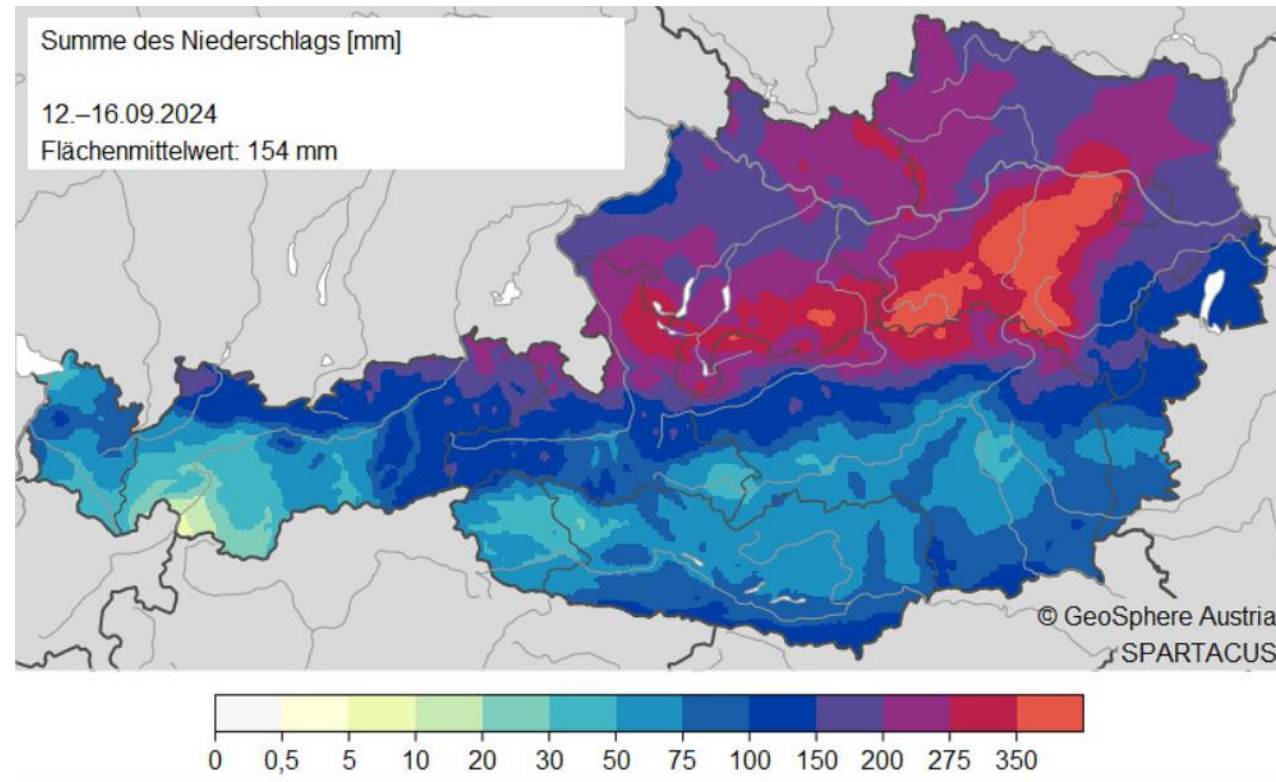 Summe des Niederschlags [mm]
12.–16.09.2024
Flächenmittelwert: 154 mm
© GeoSphere Austria
SPARTACUS
0 0,5 5 10 20 30 50 75 100 150 200 275 350